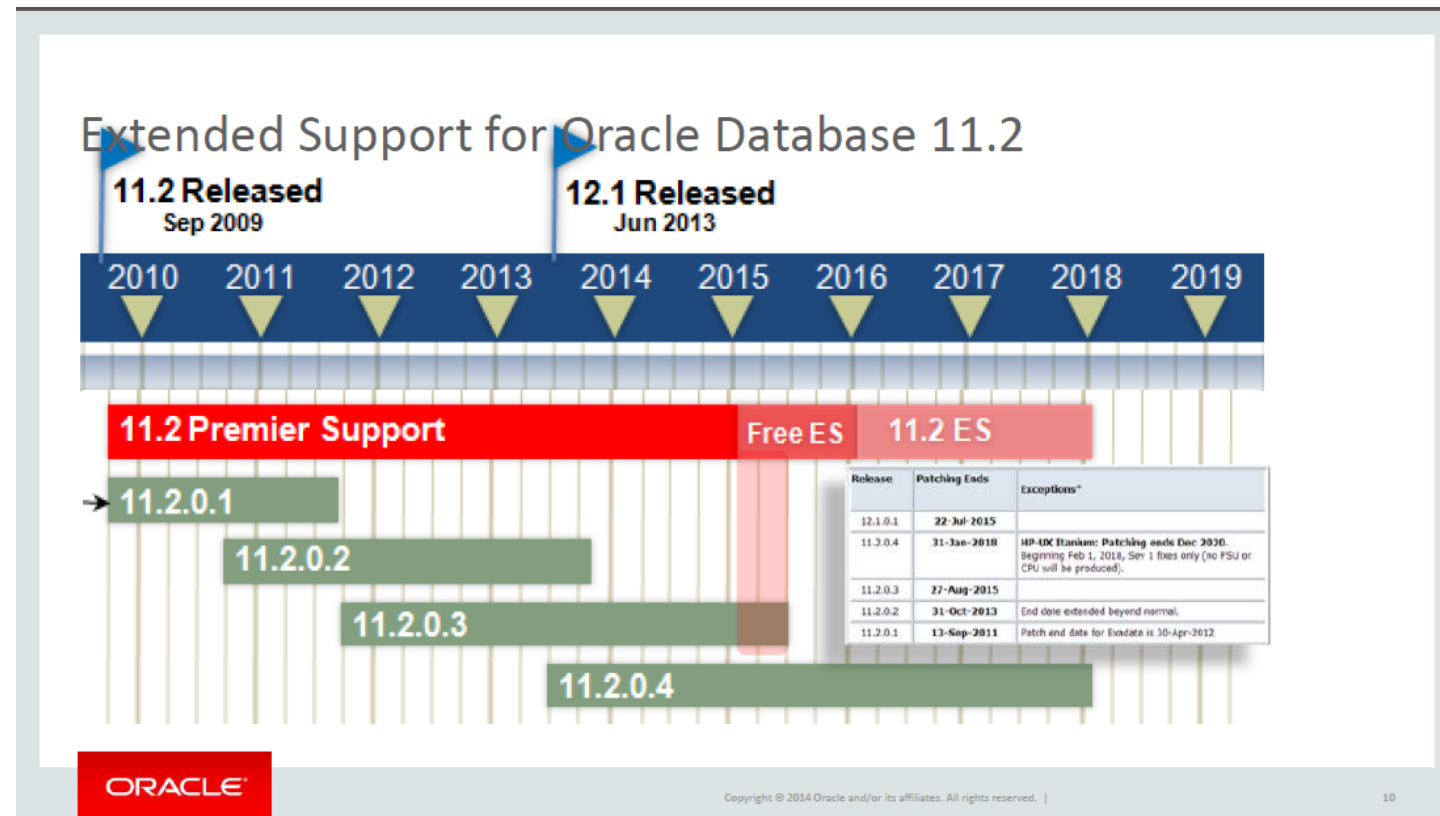 Extended Support for Oracle Database 11.2
11.2 Released
Sep 2009
12.1 Released
Jun 2013
2010 2011 2012 2013 2014 2015 2016 2017 2018 2019
11.2 Premier Support
Free ES
11.2 ES
11.2.0.1
11.2.0.2
11.2.0.3
11.2.0.4
Release Patching Ends Exceptions*
12.1.0.1 22-Jul-2015
11.2.0.4 31-Jan-2018 HP-UX Itanium: Patching ends Dec 2020.
Beginning Feb 1, 2018, Sev 1 fixes only (no PSU or
CPU will be produced).
11.2.0.3 27-Aug-2015
11.2.0.2 31-Oct-2013 End date extended beyond normal.
11.2.0.1 13-Sep-2011 Patch end date for Exadata is 30-Apr-2012
ORACLE®
Copyright © 2014 Oracle and/or its affiliates. All rights reserved. |
10